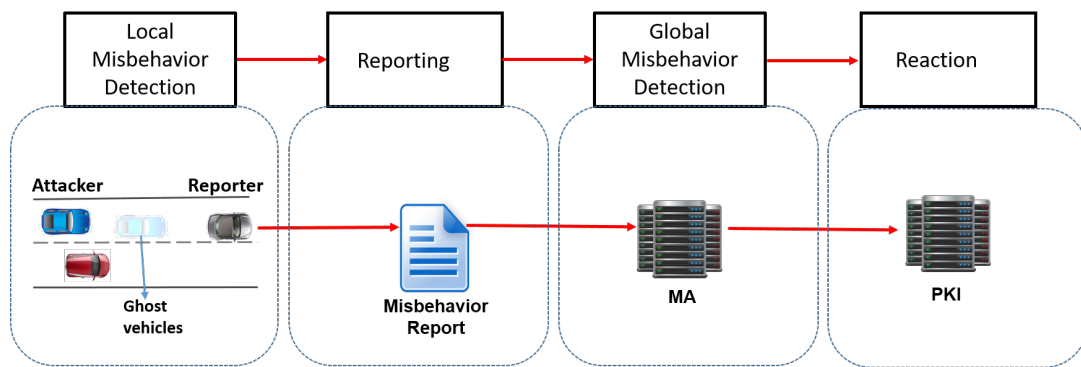 Local
Misbehavior
Detection
Reporting
Global
Misbehavior
Detection
Reaction
Attacker
Reporter
Ghost
vehicles
Misbehavior
Report
MA
PKI